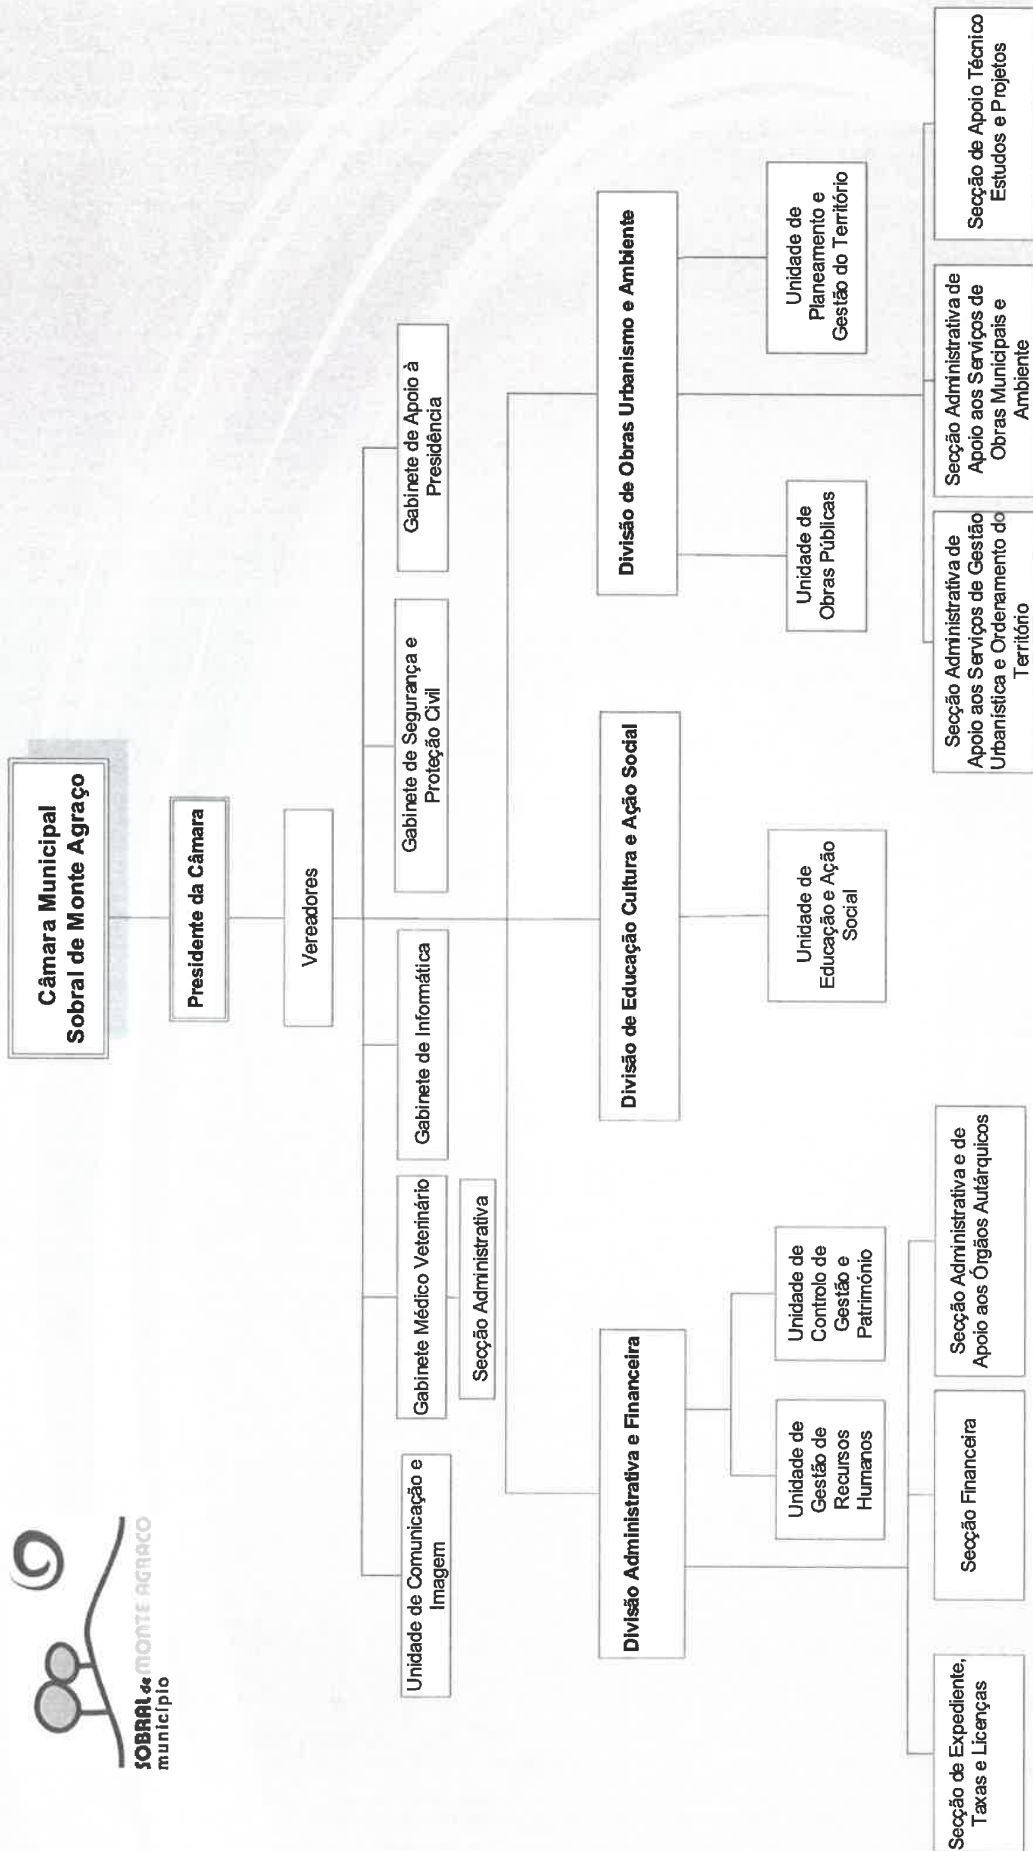 SOBRAL de MONTE AGRAÇO
município
Câmara Municipal
Sobral de Monte Agraço
Presidente da Câmara
Vereadores
Unidade de Comunicação e
Imagem
Gabinete Médico Veterinário
Secção Administrativa
Gabinete de Informática
Gabinete de Segurança e
Proteção Civil
Gabinete de Apoio à
Presidência
Divisão Administrativa e Financeira
Divisão de Educação Cultura e Ação Social
Divisão de Obras Urbanismo e Ambiente
Unidade de
Gestão de
Recursos
Humanos
Unidade de
Controlo de
Gestão e
Património
Unidade de
Educação e Ação
Social
Unidade de
Obras Públicas
Unidade de
Planeamento e
Gestão do Território
Secção de Expediente,
Taxas e Licenças
Secção Financeira
Secção Administrativa e de
Apoio aos Órgãos Autárquicos
Secção Administrativa de
Apoio aos Serviços de Gestão
Urbanística e Ordenamento do
Território
Secção Administrativa de
Apoio aos Serviços de
Obras Municipais e
Ambiente
Secção de Apoio Técnico
Estudos e Projetos